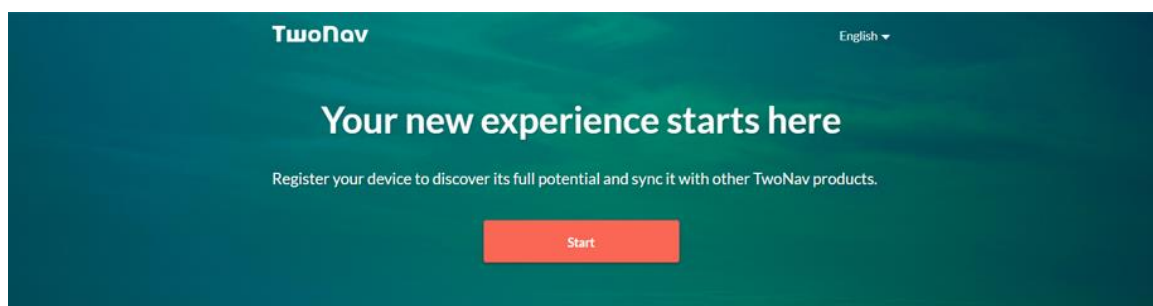 TwoNav
English
Your new experience starts here
Register your device to discover its full potential and sync it with other TwoNav products.
Start